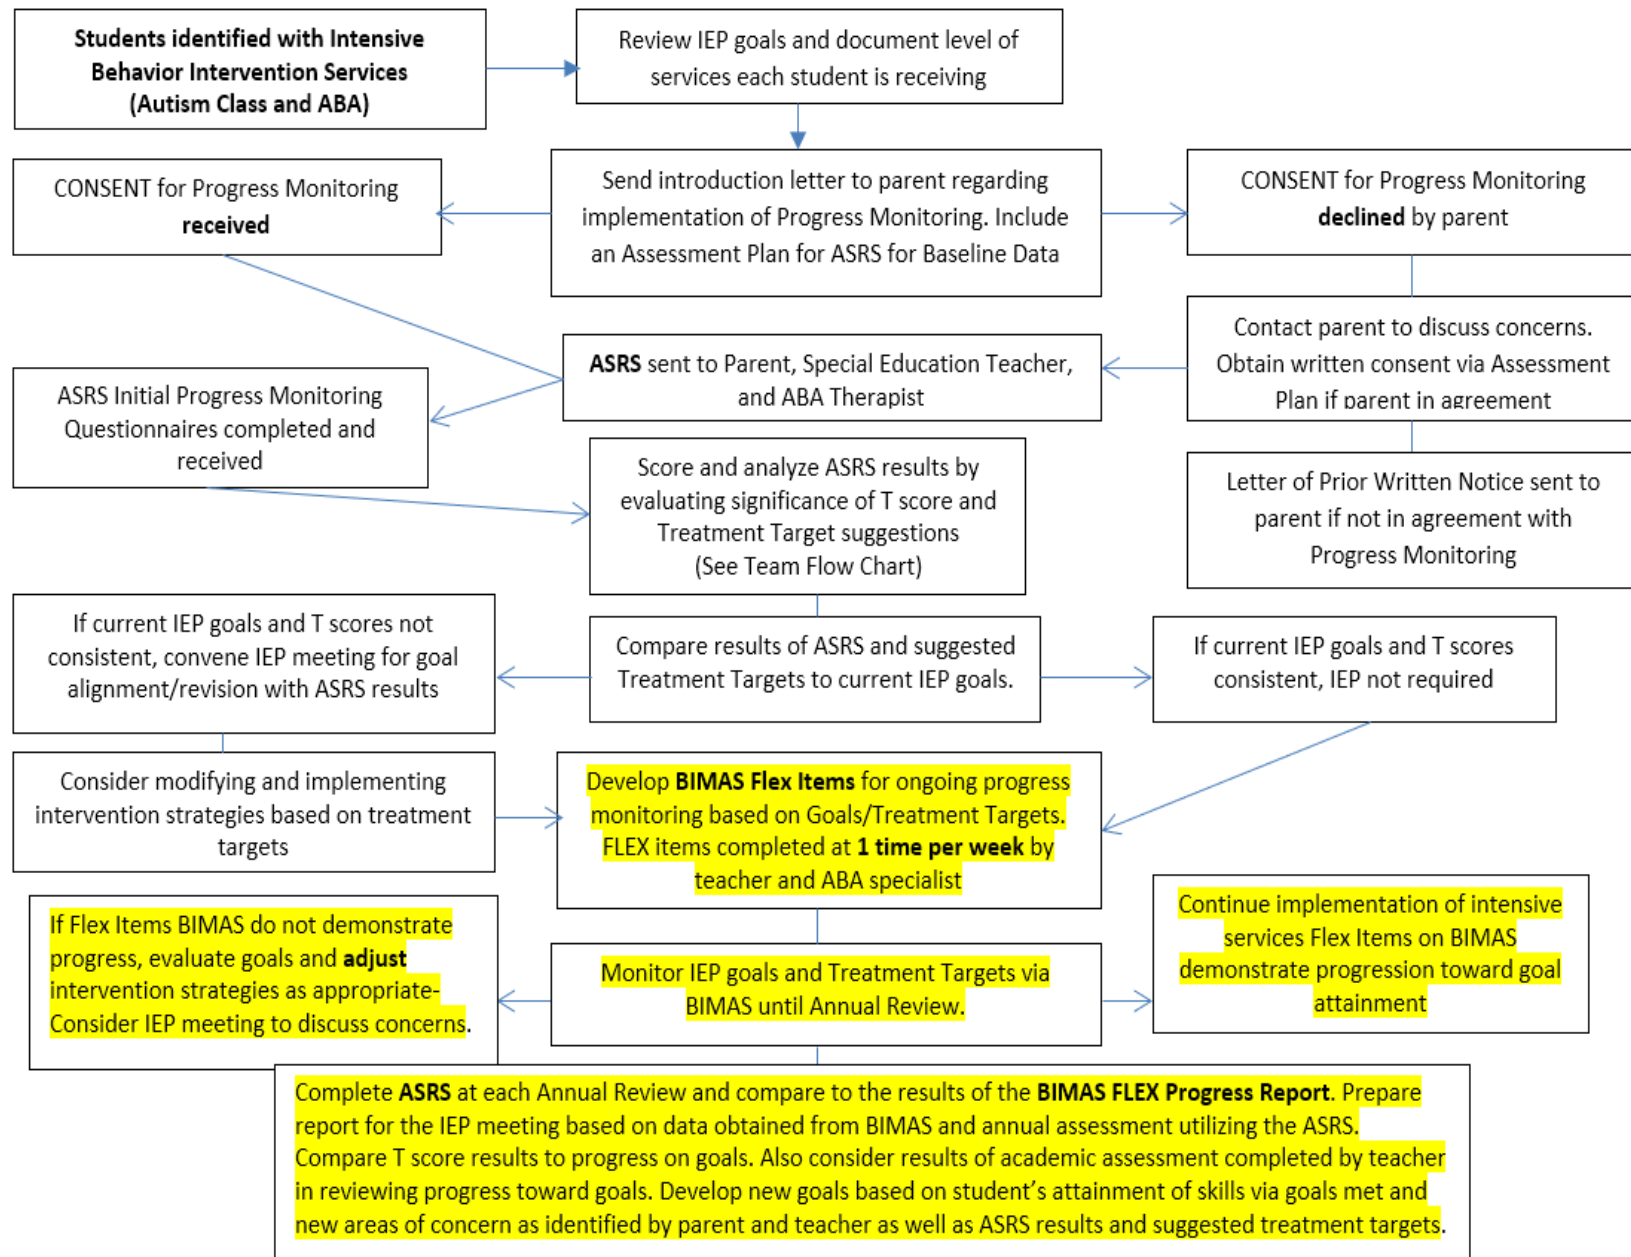 Students identified with Intensive
Behavior Intervention Services
(Autism Class and ABA)
Review IEP goals and document level of
services each student is receiving
CONSENT for Progress Monitoring
received
Send introduction letter to parent regarding
implementation of Progress Monitoring. Include
an Assessment Plan for ASRS for Baseline Data
CONSENT for Progress Monitoring
declined by parent
Contact parent to discuss concerns.
Obtain written consent via Assessment
Plan if parent in agreement
ASRS sent to Parent, Special Education Teacher,
and ABA Therapist
ASRS Initial Progress Monitoring
Questionnaires completed and
received
Score and analyze ASRS results by
evaluating significance of T score and
Treatment Target suggestions
(See Team Flow Chart)
Letter of Prior Written Notice sent to
parent if not in agreement with
Progress Monitoring
If current IEP goals and T scores not
consistent, convene IEP meeting for goal
alignment/revision with ASRS results
Compare results of ASRS and suggested
Treatment Targets to current IEP goals.
If current IEP goals and T scores
consistent, IEP not required
Consider modifying and implementing
intervention strategies based on treatment
targets
Develop BIMAS Flex Items for ongoing progress
monitoring based on Goals/Treatment Targets.
FLEX items completed at 1 time per week by
teacher and ABA specialist
If Flex Items BIMAS do not demonstrate
progress, evaluate goals and adjust
intervention strategies as appropriate-
Consider IEP meeting to discuss concerns.
Monitor IEP goals and Treatment Targets via
BIMAS until Annual Review.
Continue implementation of intensive
services Flex Items on BIMAS
demonstrate progression toward goal
attainment
Complete ASRS at each Annual Review and compare to the results of the BIMAS FLEX Progress Report. Prepare
report for the IEP meeting based on data obtained from BIMAS and annual assessment utilizing the ASRS.
Compare T score results to progress on goals. Also consider results of academic assessment completed by teacher
in reviewing progress toward goals. Develop new goals based on student’s attainment of skills via goals met and
new areas of concern as identified by parent and teacher as well as ASRS results and suggested treatment targets.